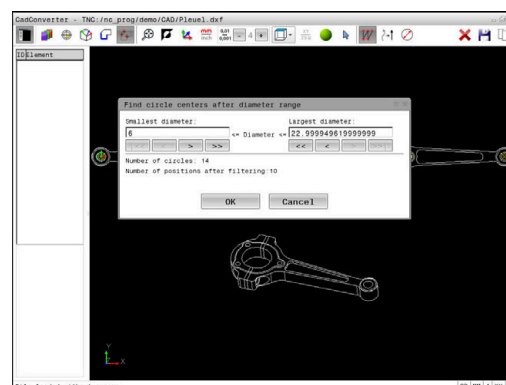 CadConverter - TNC:/nc_prog/demo/CAD/Pleuel.dxf
mm
inch
0,01
0,001
4
ID Element
Find circle centers after diameter range
Smallest diameter:
Largest diameter:
6
<= Diameter <=
22.999949619999999
|<<
<
>
>>
<<
<
>
>>|
Number of circles: 14
Number of positions after filtering:10
OK
Cancel
Y
Z
X